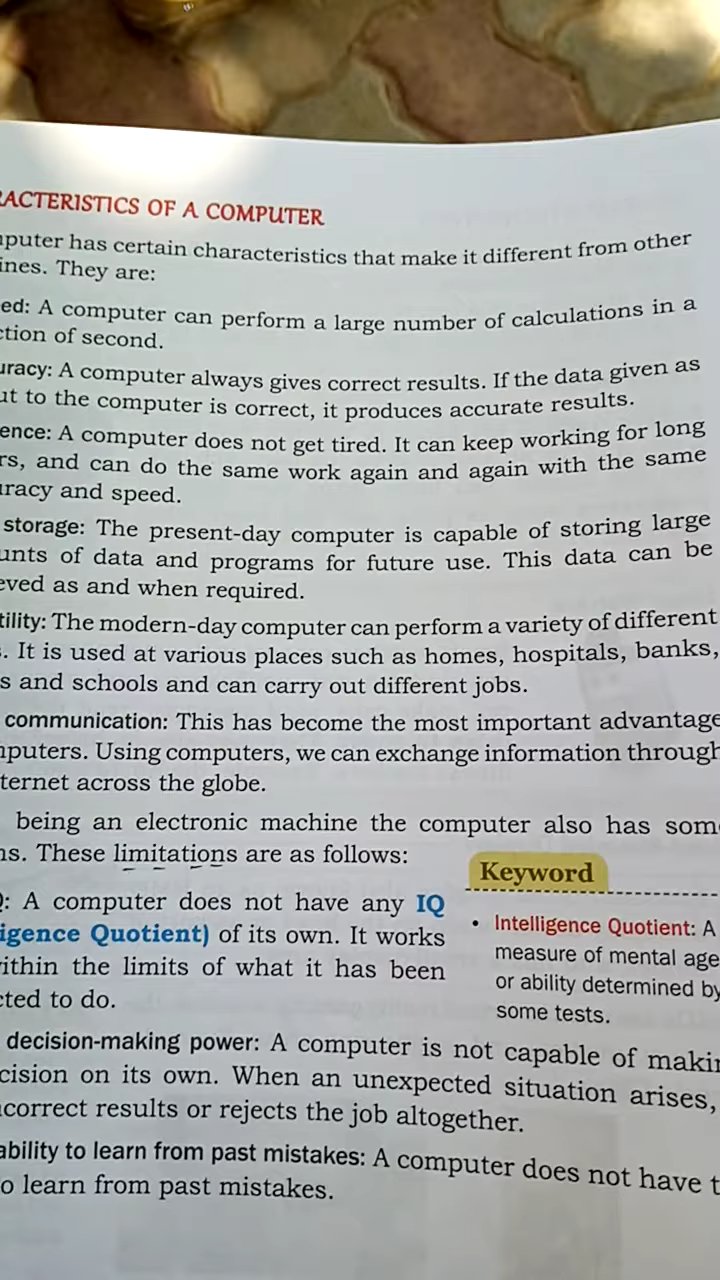 RACTERISTICS OF A COMPUTER
mputer has certain characteristics that make it different from other
ines. They are:
ed: A computer can perform a large number of calculations in a
ction of second.
uracy: A computer always gives correct results. If the data given as
ut to the computer is correct, it produces accurate results.
ence: A computer does not get tired. It can keep working for long
rs, and can do the same work again and again with the same
uracy and speed.
storage: The present-day computer is capable of storing large
unts of data and programs for future use. This data can be
eved as and when required.
tility: The modern-day computer can perform a variety of different
. It is used at various places such as homes, hospitals, banks,
s and schools and can carry out different jobs.
communication: This has become the most important advantage
mputers. Using computers, we can exchange information through
ternet across the globe.
being an electronic machine the computer also has som
ns. These limitations are as follows:
Q: A computer does not have any IQ
igence Quotient) of its own. It works
ithin the limits of what it has been
cted to do.
Keyword
• Intelligence Quotient: A
measure of mental age
or ability determined by
some tests.
decision-making power: A computer is not capable of makin
cision on its own. When an unexpected situation arises,
ncorrect results or rejects the job altogether.
ability to learn from past mistakes: A computer does not have t
o learn from past mistakes.